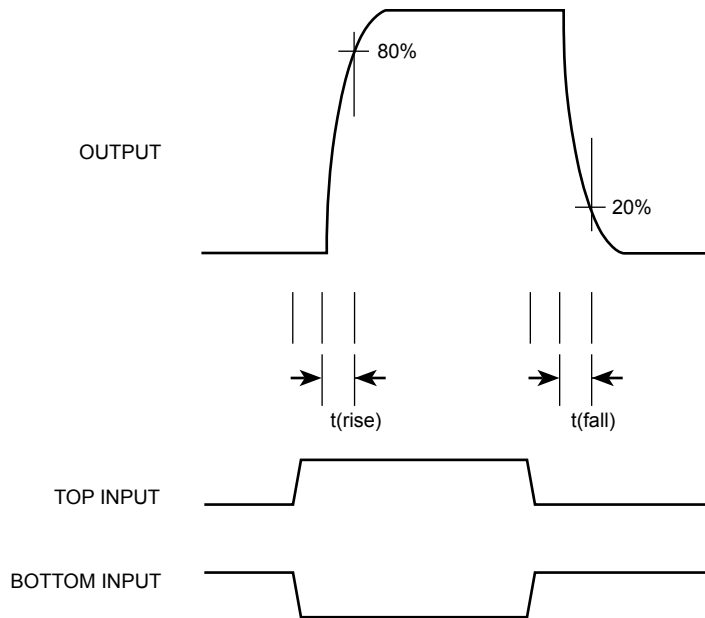 80%
OUTPUT
20%
t(rise)
t(fall)
TOP INPUT
BOTTOM INPUT